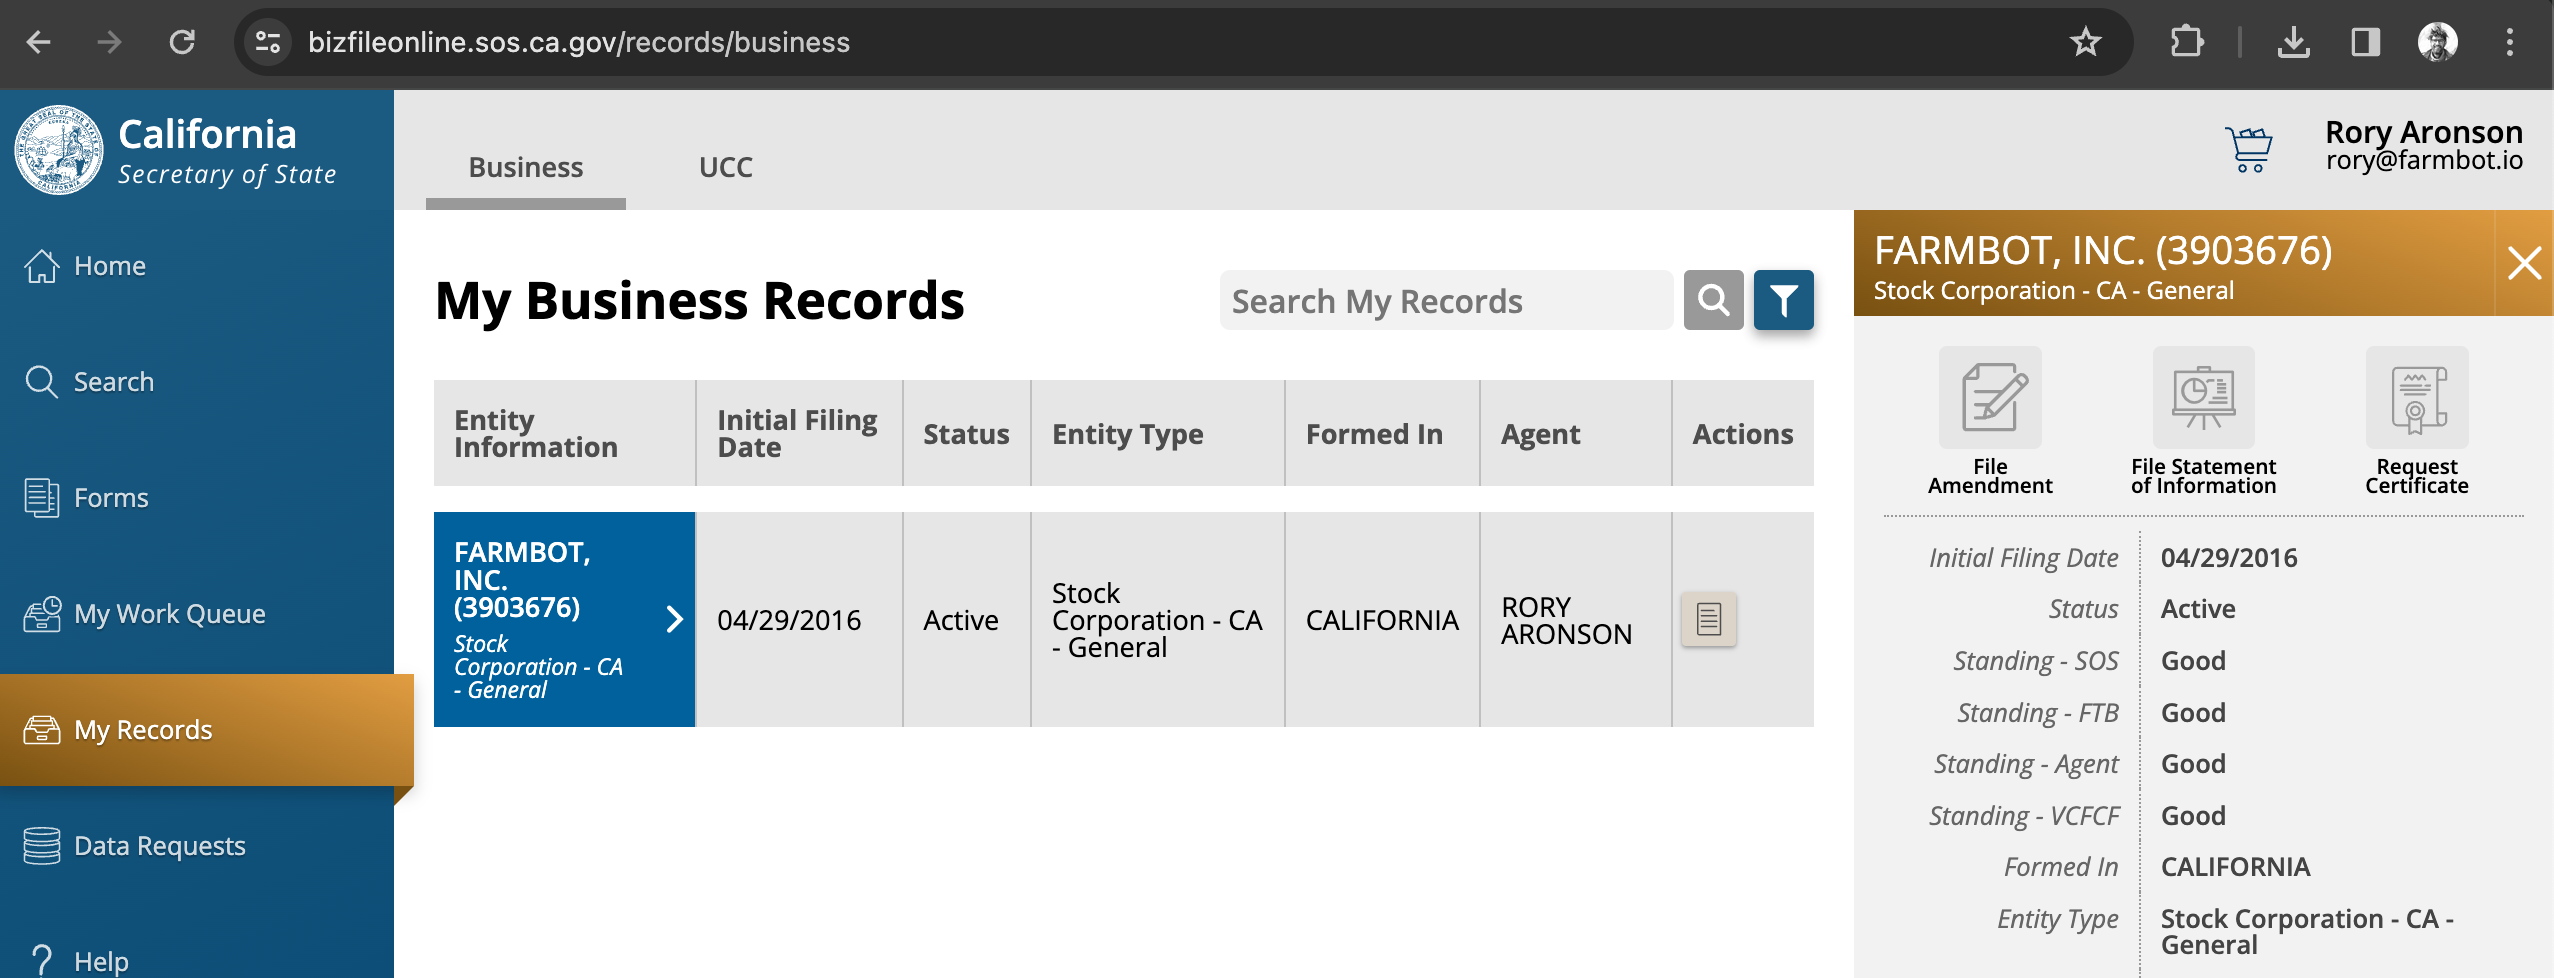 bizfileonline.sos.ca.gov/records/business
California
Secretary of State
Business
UCC
Rory Aronson
rory@farmbot.io
Home
Search
Forms
My Work Queue
My Records
Data Requests
Help
My Business Records
Search My Records
Entity
Information
Initial Filing
Date
Status
Entity Type
Formed In
Agent
Actions
FARMBOT,
INC.
(3903676)
Stock
Corporation - CA
- General
04/29/2016
Active
Stock
Corporation - CA
- General
CALIFORNIA
RORY
ARONSON
FARMBOT, INC. (3903676)
Stock Corporation - CA - General
File
Amendment
File Statement
of Information
Request
Certificate
Initial Filing Date 04/29/2016
Status Active
Standing - SOS Good
Standing - FTB Good
Standing - Agent Good
Standing - VCFCF Good
Formed In CALIFORNIA
Entity Type Stock Corporation - CA -
General